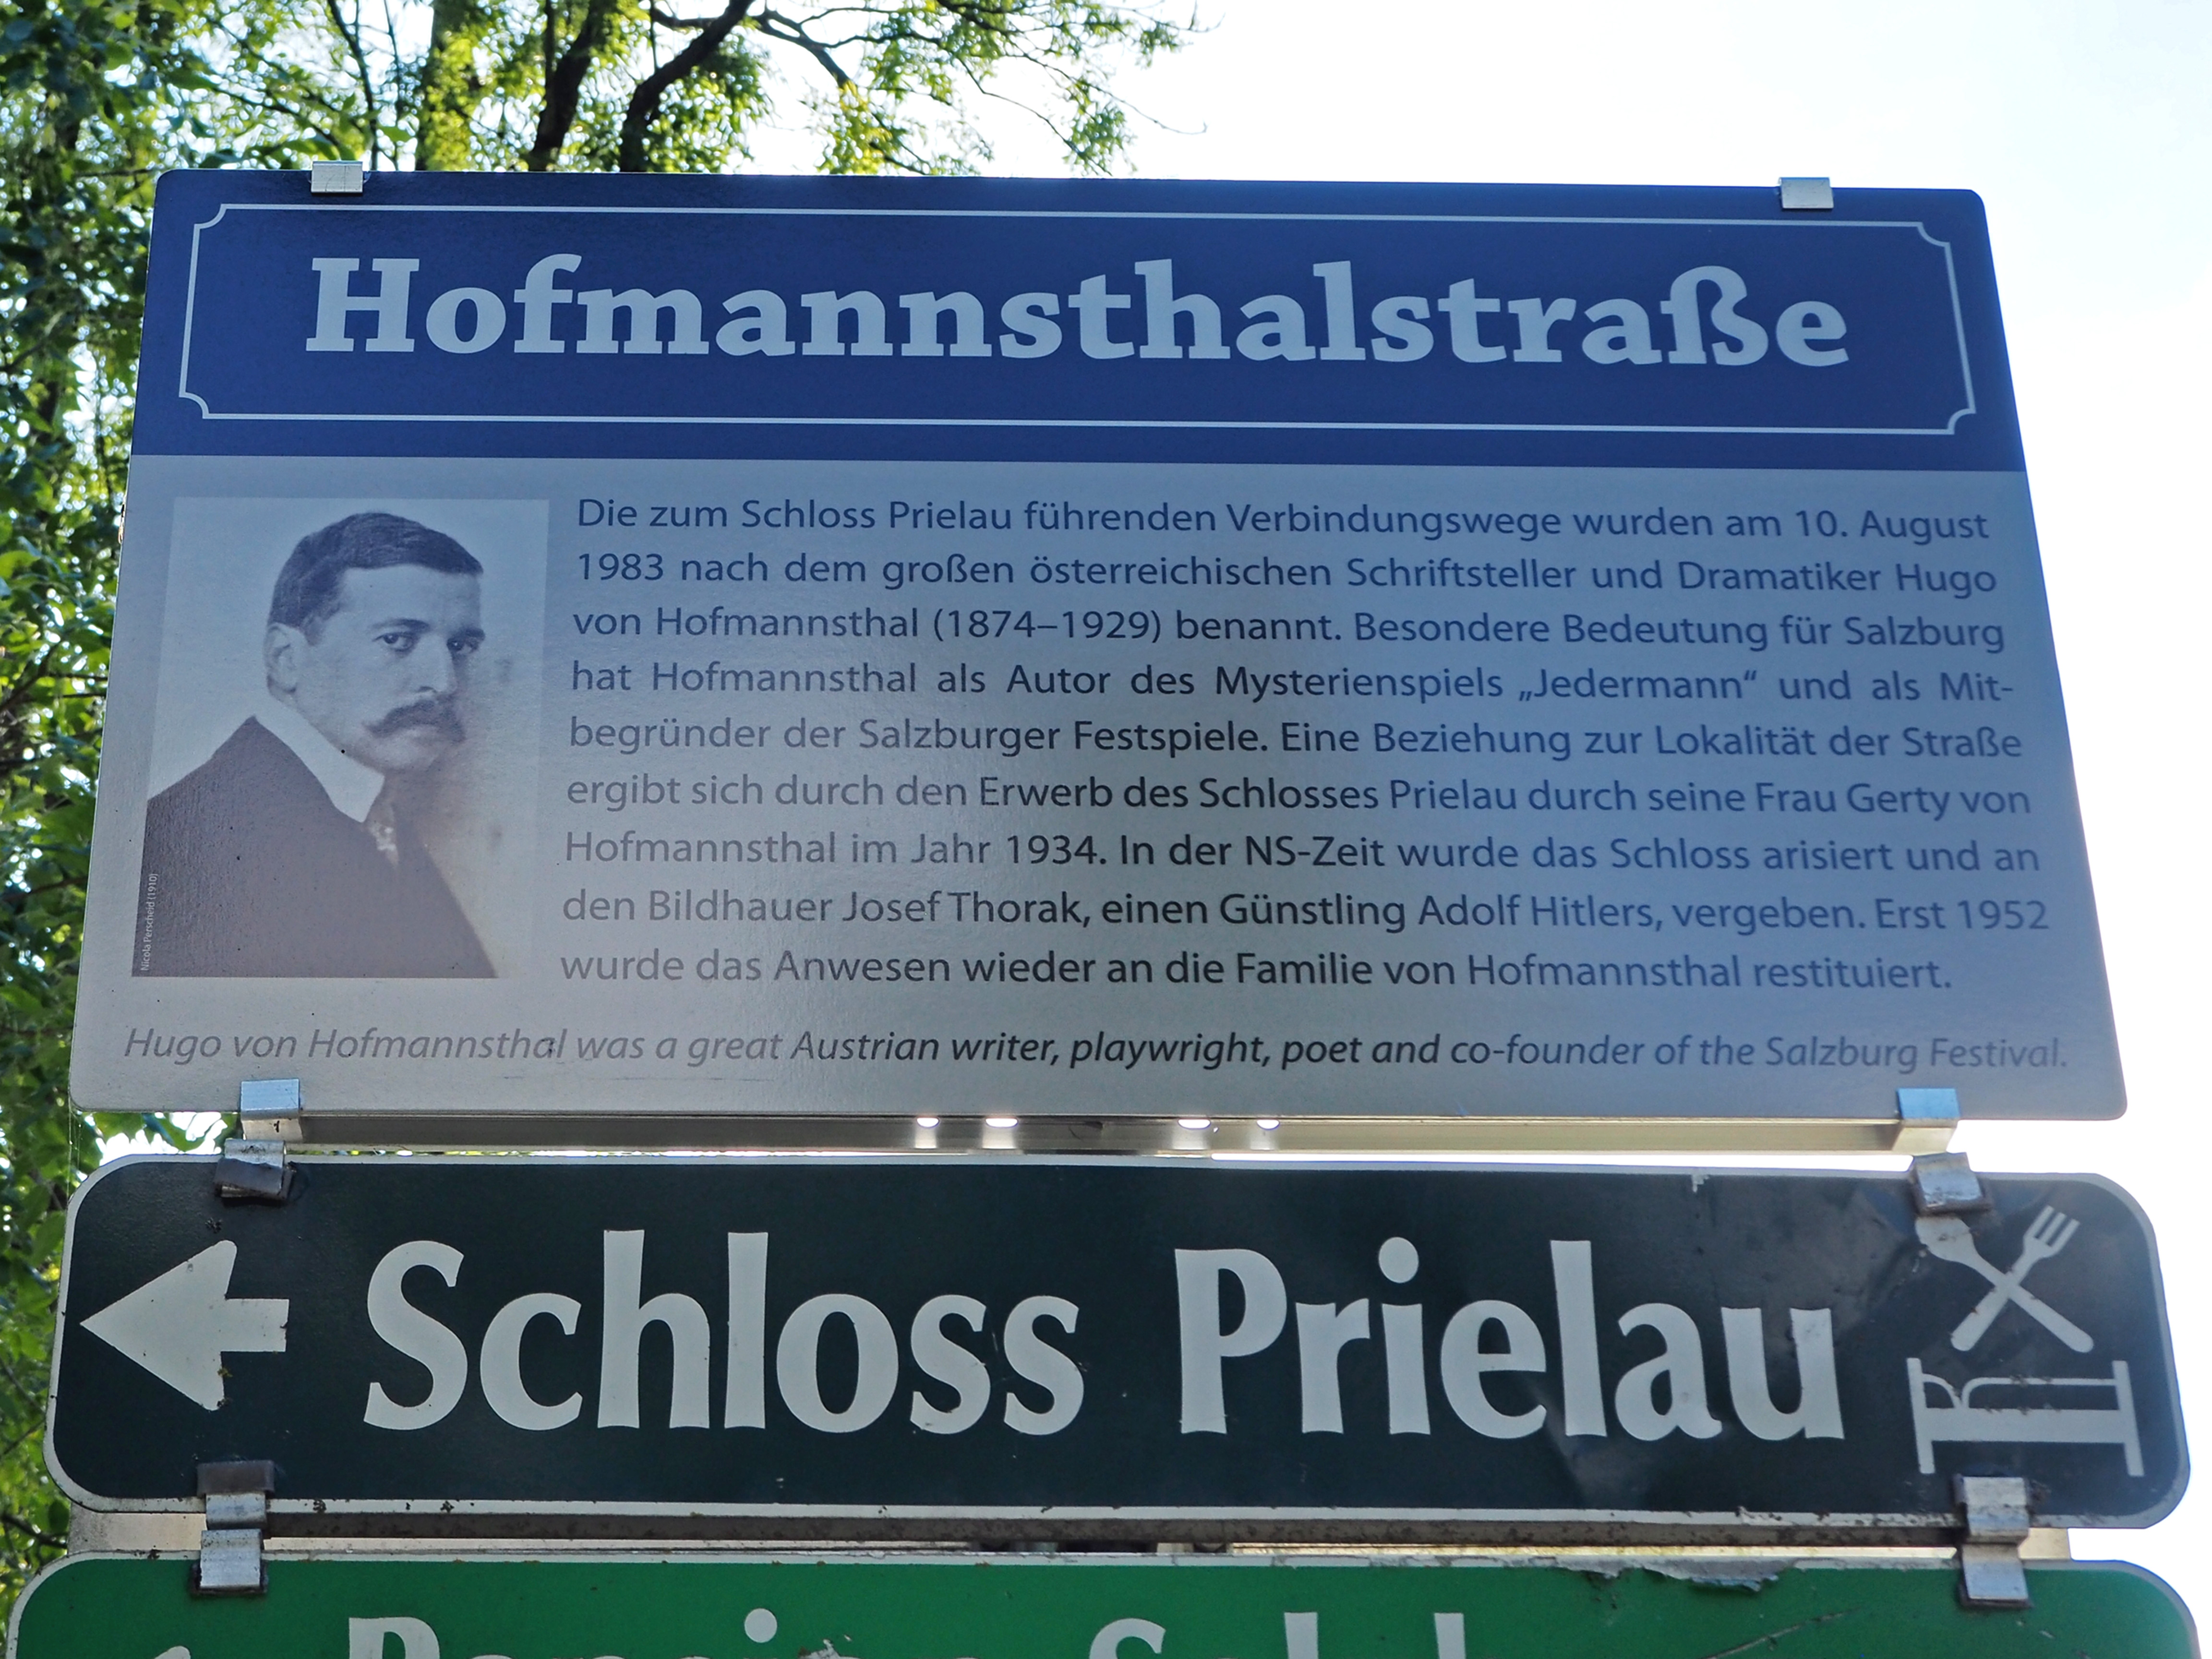 Hofmannsthalstraße
Die zum Schloss Prielau führenden Verbindungswege wurden am 10. August
1983 nach dem großen österreichischen Schriftsteller und Dramatiker Hugo
von Hofmannsthal (1874–1929) benannt. Besondere Bedeutung für Salzburg
hat Hofmannsthal als Autor des Mysterienspiels „Jedermann“ und als Mit-
begründer der Salzburger Festspiele. Eine Beziehung zur Lokalität der Straße
ergibt sich durch den Erwerb des Schlosses Prielau durch seine Frau Gerty von
Hofmannsthal im Jahr 1934. In der NS-Zeit wurde das Schloss arisiert und an
den Bildhauer Josef Thorak, einen Günstling Adolf Hitlers, vergeben. Erst 1952
wurde das Anwesen wieder an die Familie von Hofmannsthal restituiert.
Nicola Perscheid (1910)
Hugo von Hofmannsthal was a great Austrian writer, playwright, poet and co-founder of the Salzburg Festival.
Schloss Prielau